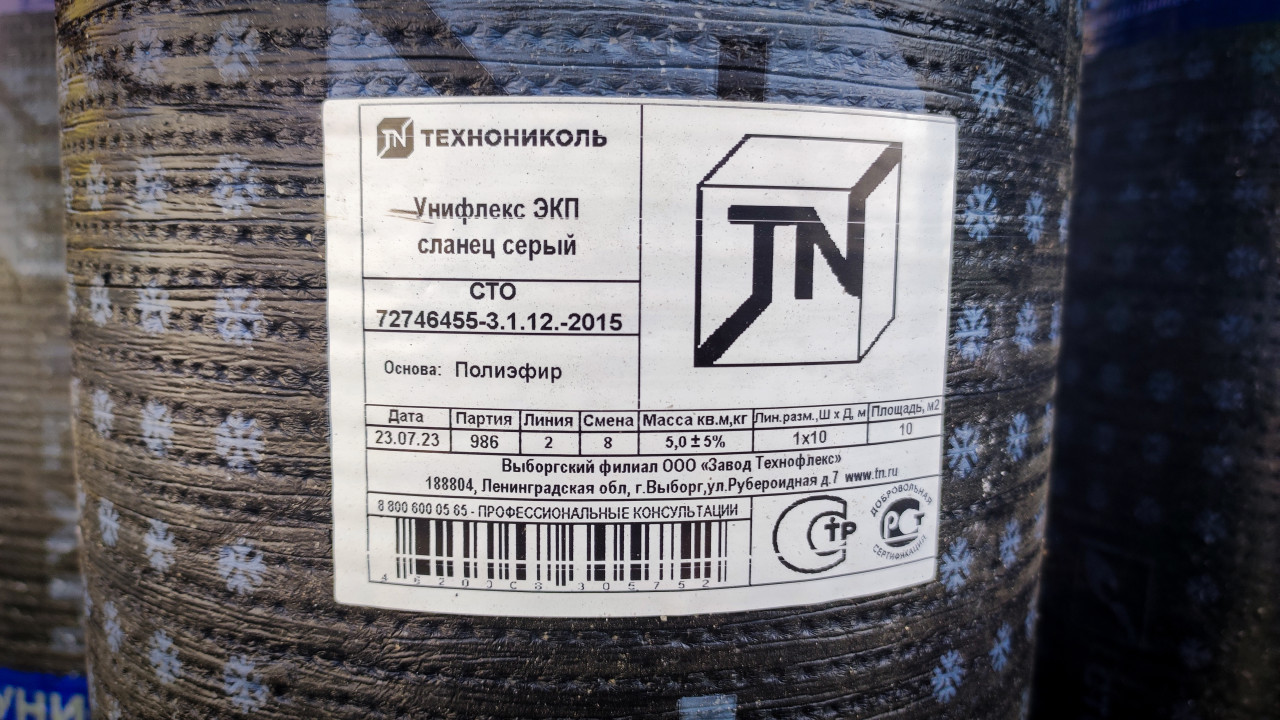 TN ТЕХНОНИКОЛЬ
Унифлекс ЭКП
сланец серый
СТО
72746455-3.1.12.-2015
Основа: Полиэфир
TN
Дата Партия Линия Смена Масса кв.м,кг Лин.разм.,Ш х Д, м Площадь, м2
23.07.23 986 2 8 5,0 ± 5% 1х10 10
Выборгский филиал ООО «Завод Технофлекс»
188804, Ленинградская обл, г.Выборг,ул.Рубероидная д.7 www.tn.ru
8 800 600 05 65 - ПРОФЕССИОНАЛЬНЫЕ КОНСУЛЬТАЦИИ
ДОБРОВОЛЬНАЯ
РСТ
СЕРТИФИКАЦИЯ
УНИ